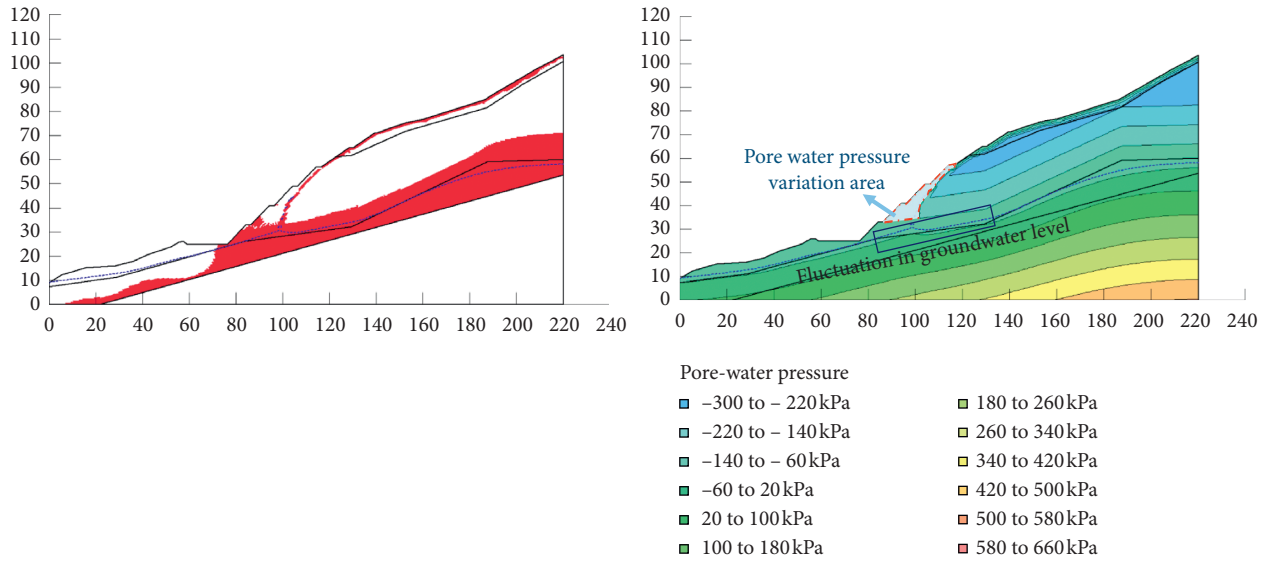 120
110
100
90
80
70
60
50
40
30
20
10
0
0 20 40 60 80 100 120 140 160 180 200 220
120
110
100
90
80
70
60
50
40
30
20
10
0
0 20 40 60 80 100 120 140 160 180 200 220 240
Pore water pressure
variation area
Fluctuation in groundwater level
Pore-water pressure
–300 to – 220 kPa
–220 to – 140 kPa
–140 to – 60 kPa
–60 to 20 kPa
20 to 100 kPa
100 to 180 kPa
180 to 260 kPa
260 to 340 kPa
340 to 420 kPa
420 to 500 kPa
500 to 580 kPa
580 to 660 kPa